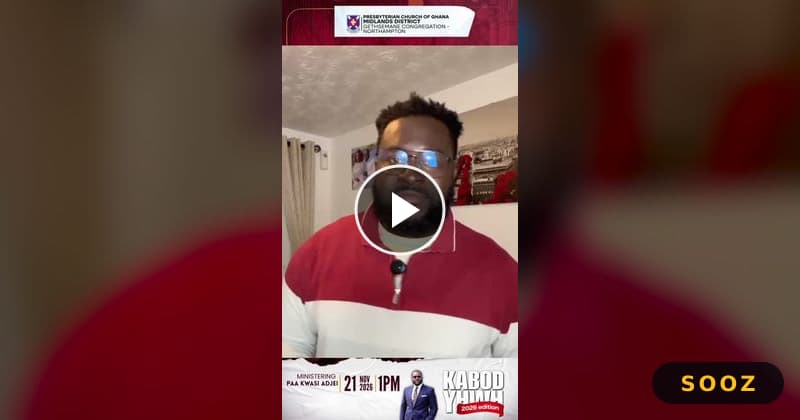 PRESBYTERIAN CHURCH OF GHANA
MIDLANDS DISTRICT
GETHSEMANE CONGREGATION -
NORTHAMPTON
MINISTERING
PAA KWASI ADJEI
21
NOV
2026
1PM
KABOD
YHWH
2026 edition
SOOZ